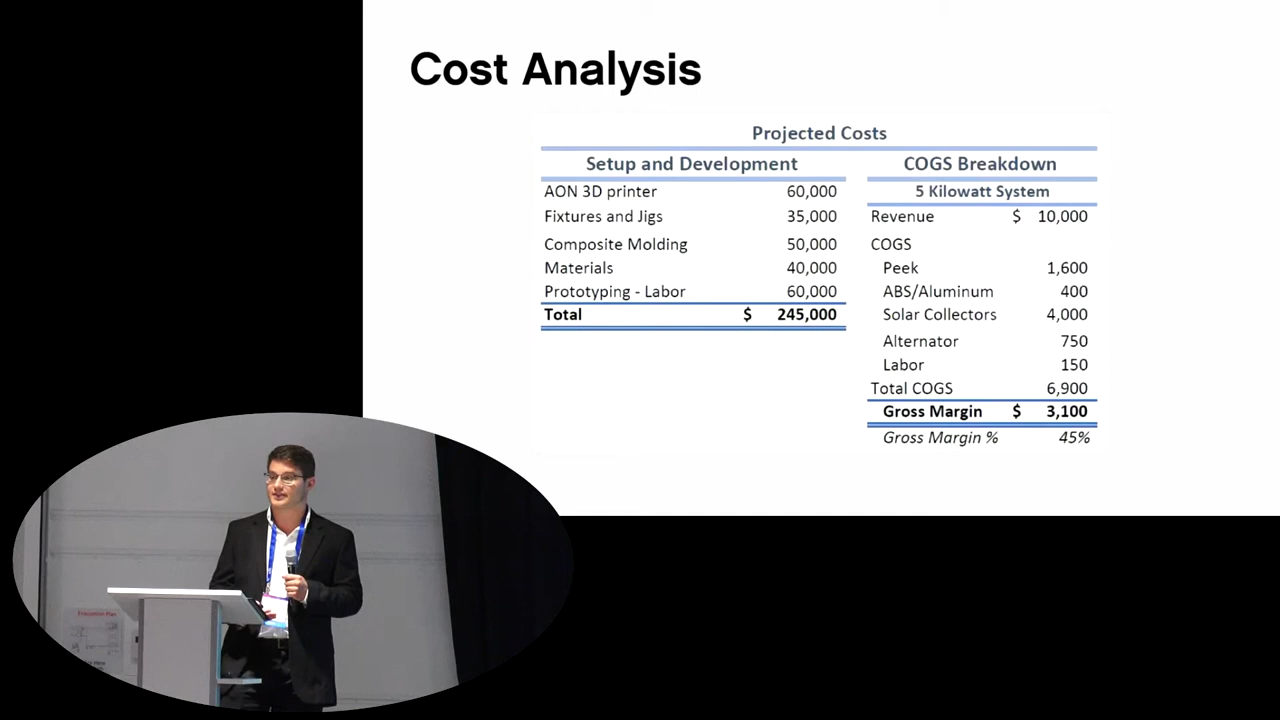 Cost Analysis
Projected Costs
Setup and Development
AON 3D printer 60,000
Fixtures and Jigs 35,000
Composite Molding 50,000
Materials 40,000
Prototyping - Labor 60,000
Total $ 245,000
COGS Breakdown
5 Kilowatt System
Revenue $ 10,000
COGS
Peek 1,600
ABS/Aluminum 400
Solar Collectors 4,000
Alternator 750
Labor 150
Total COGS 6,900
Gross Margin $ 3,100
Gross Margin % 45%
Evacuation Plan